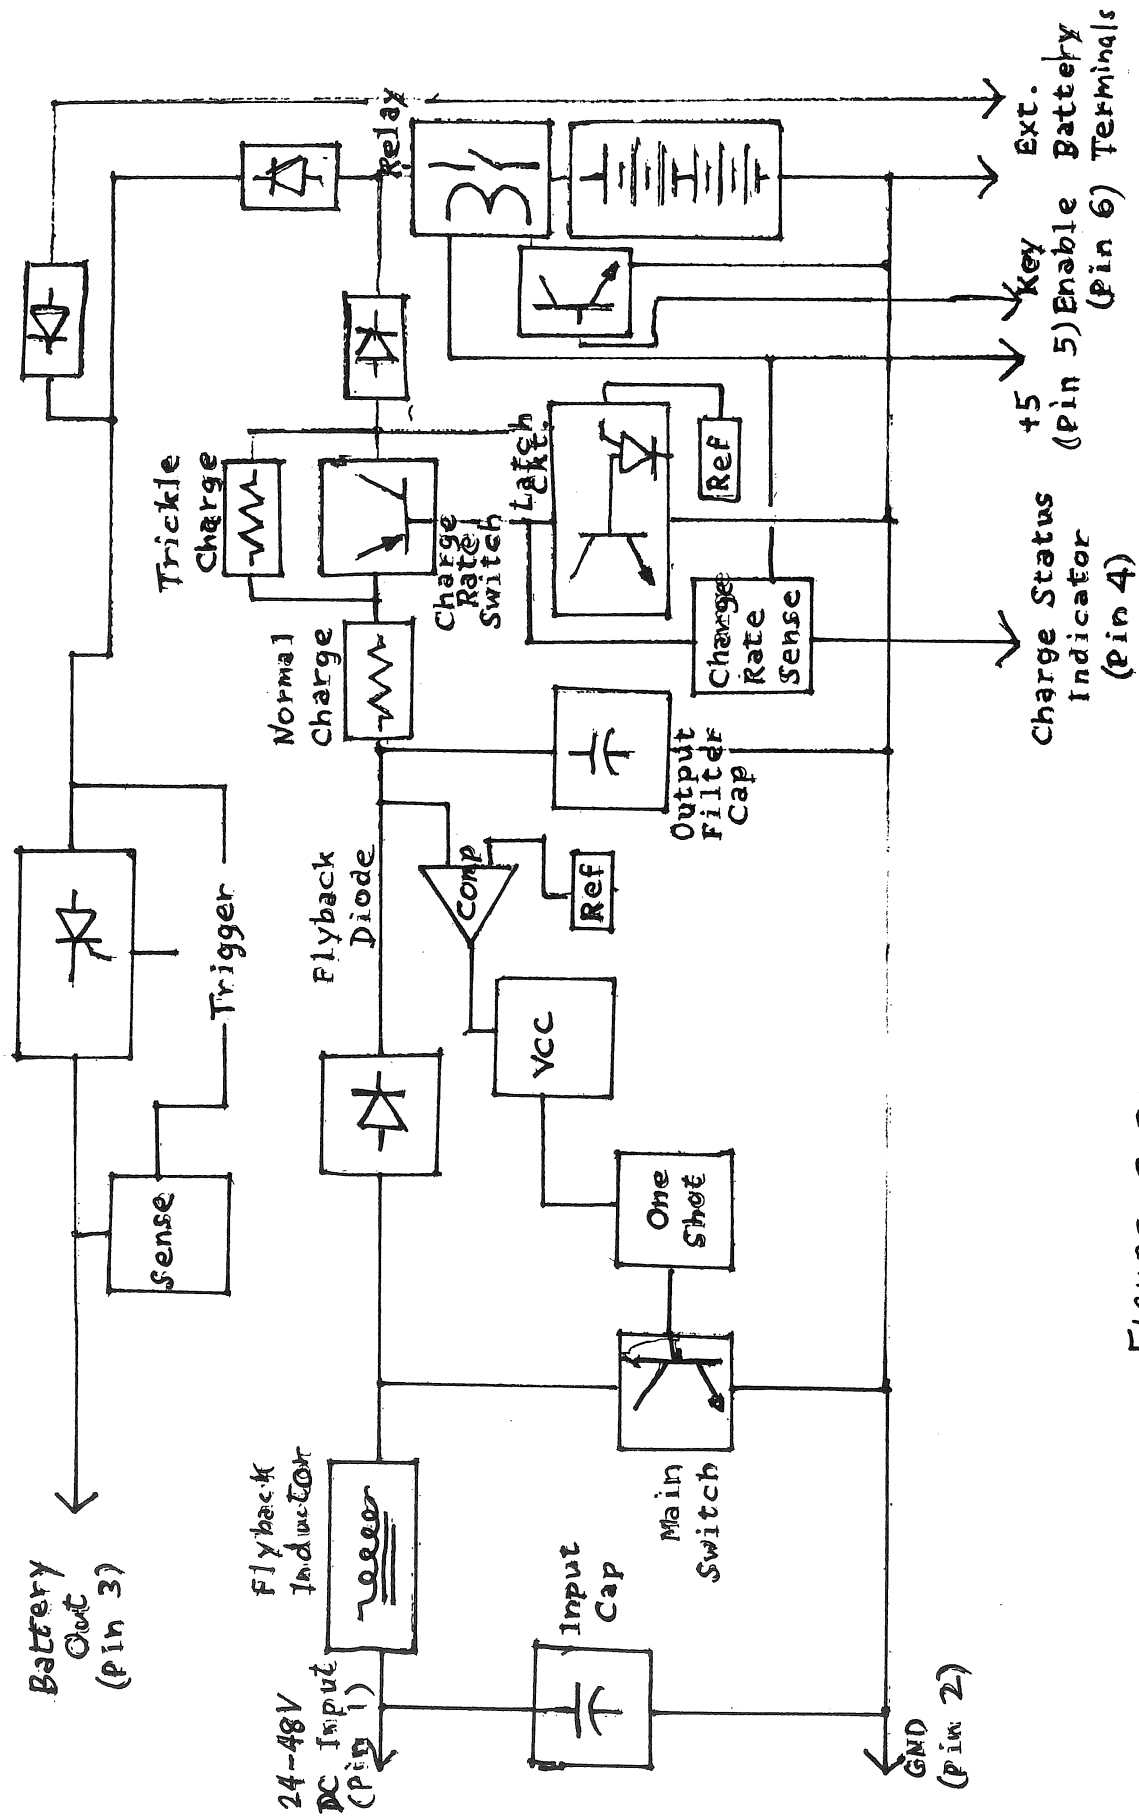 Battery
Out
(Pin 3)
Sense
Trigger
24-48V
DC Input
(Pin 1)
Flyback
Inductor
Flyback
Diode
Normal
Charge
Trickle
Charge
Charge
Rate
Switch
Relay
Input
Cap
Main
Switch
One
Shot
VCC
Comp
Ref
Output
Filter
Cap
Latch
Ckt.
Ref
Charge
Rate
Sense
GND
(Pin 2)
Charge Status
Indicator
(Pin 4)
+5
(Pin 5)
Key
Enable
(Pin 6)
Ext.
Battery
Terminals